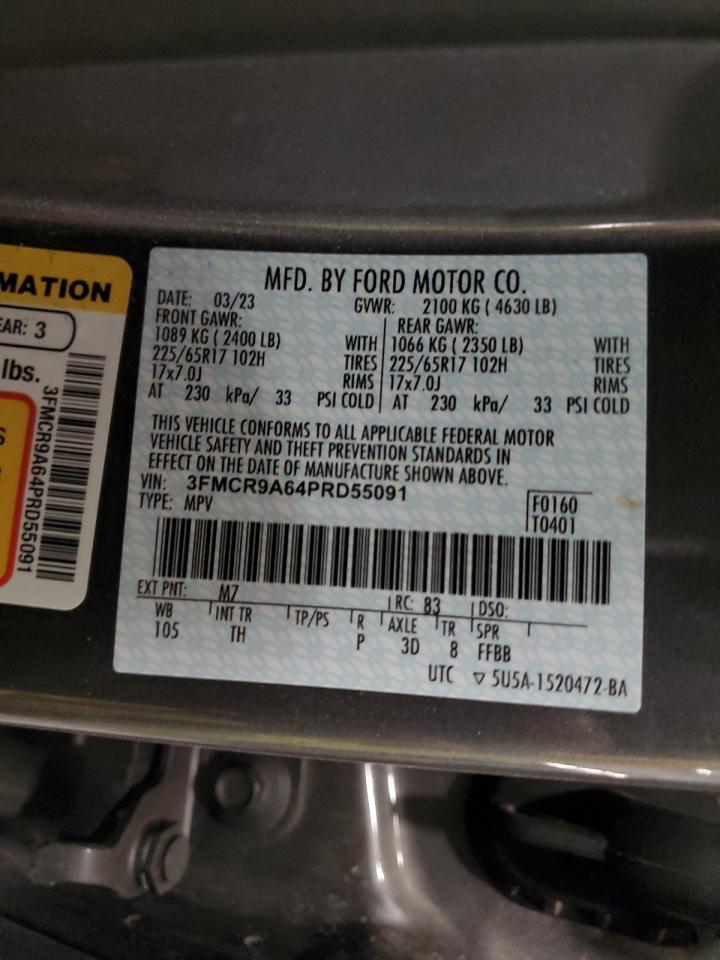 MATION
EAR: 3
lbs.
S
3FMCR9A64PRD55091
MFD. BY FORD MOTOR CO.
DATE: 03/23 GVWR: 2100 KG ( 4630 LB)
FRONT GAWR: REAR GAWR:
1089 KG ( 2400 LB) WITH 1066 KG ( 2350 LB) WITH
225/65R17 102H TIRES 225/65R17 102H TIRES
17x7.0J RIMS 17x7.0J RIMS
AT 230 kPa/ 33 PSI COLD AT 230 kPa/ 33 PSI COLD
THIS VEHICLE CONFORMS TO ALL APPLICABLE FEDERAL MOTOR
VEHICLE SAFETY AND THEFT PREVENTION STANDARDS IN
EFFECT ON THE DATE OF MANUFACTURE SHOWN ABOVE.
VIN: 3FMCR9A64PRD55091
TYPE: MPV
F0160
T0401
EXT PNT: M7 RC: 83 DSO:
WB INT TR TP/PS R AXLE TR SPR
105 TH P 3D 8 FFBB
UTC ▽ 5U5A-1520472-BA